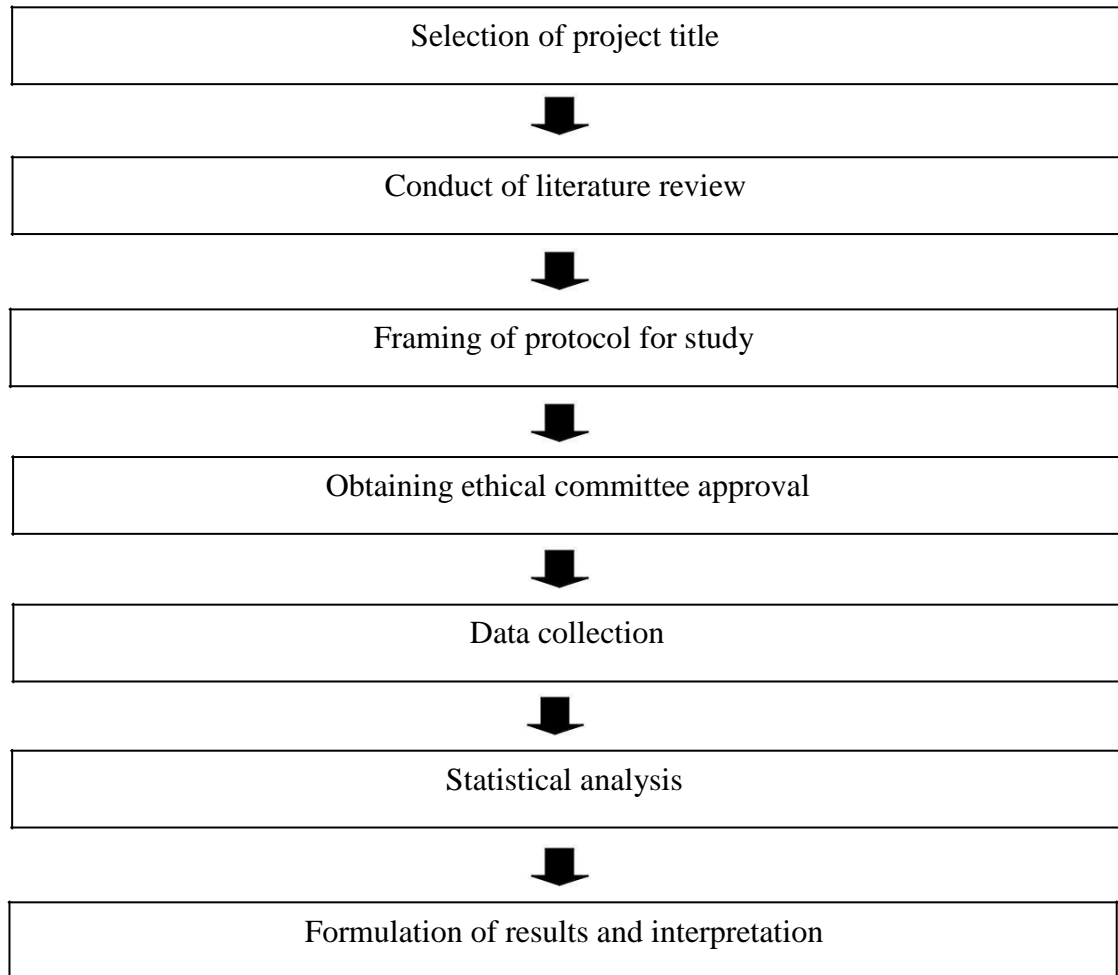 Selection of project title
Conduct of literature review
Framing of protocol for study
Obtaining ethical committee approval
Data collection
Statistical analysis
Formulation of results and interpretation